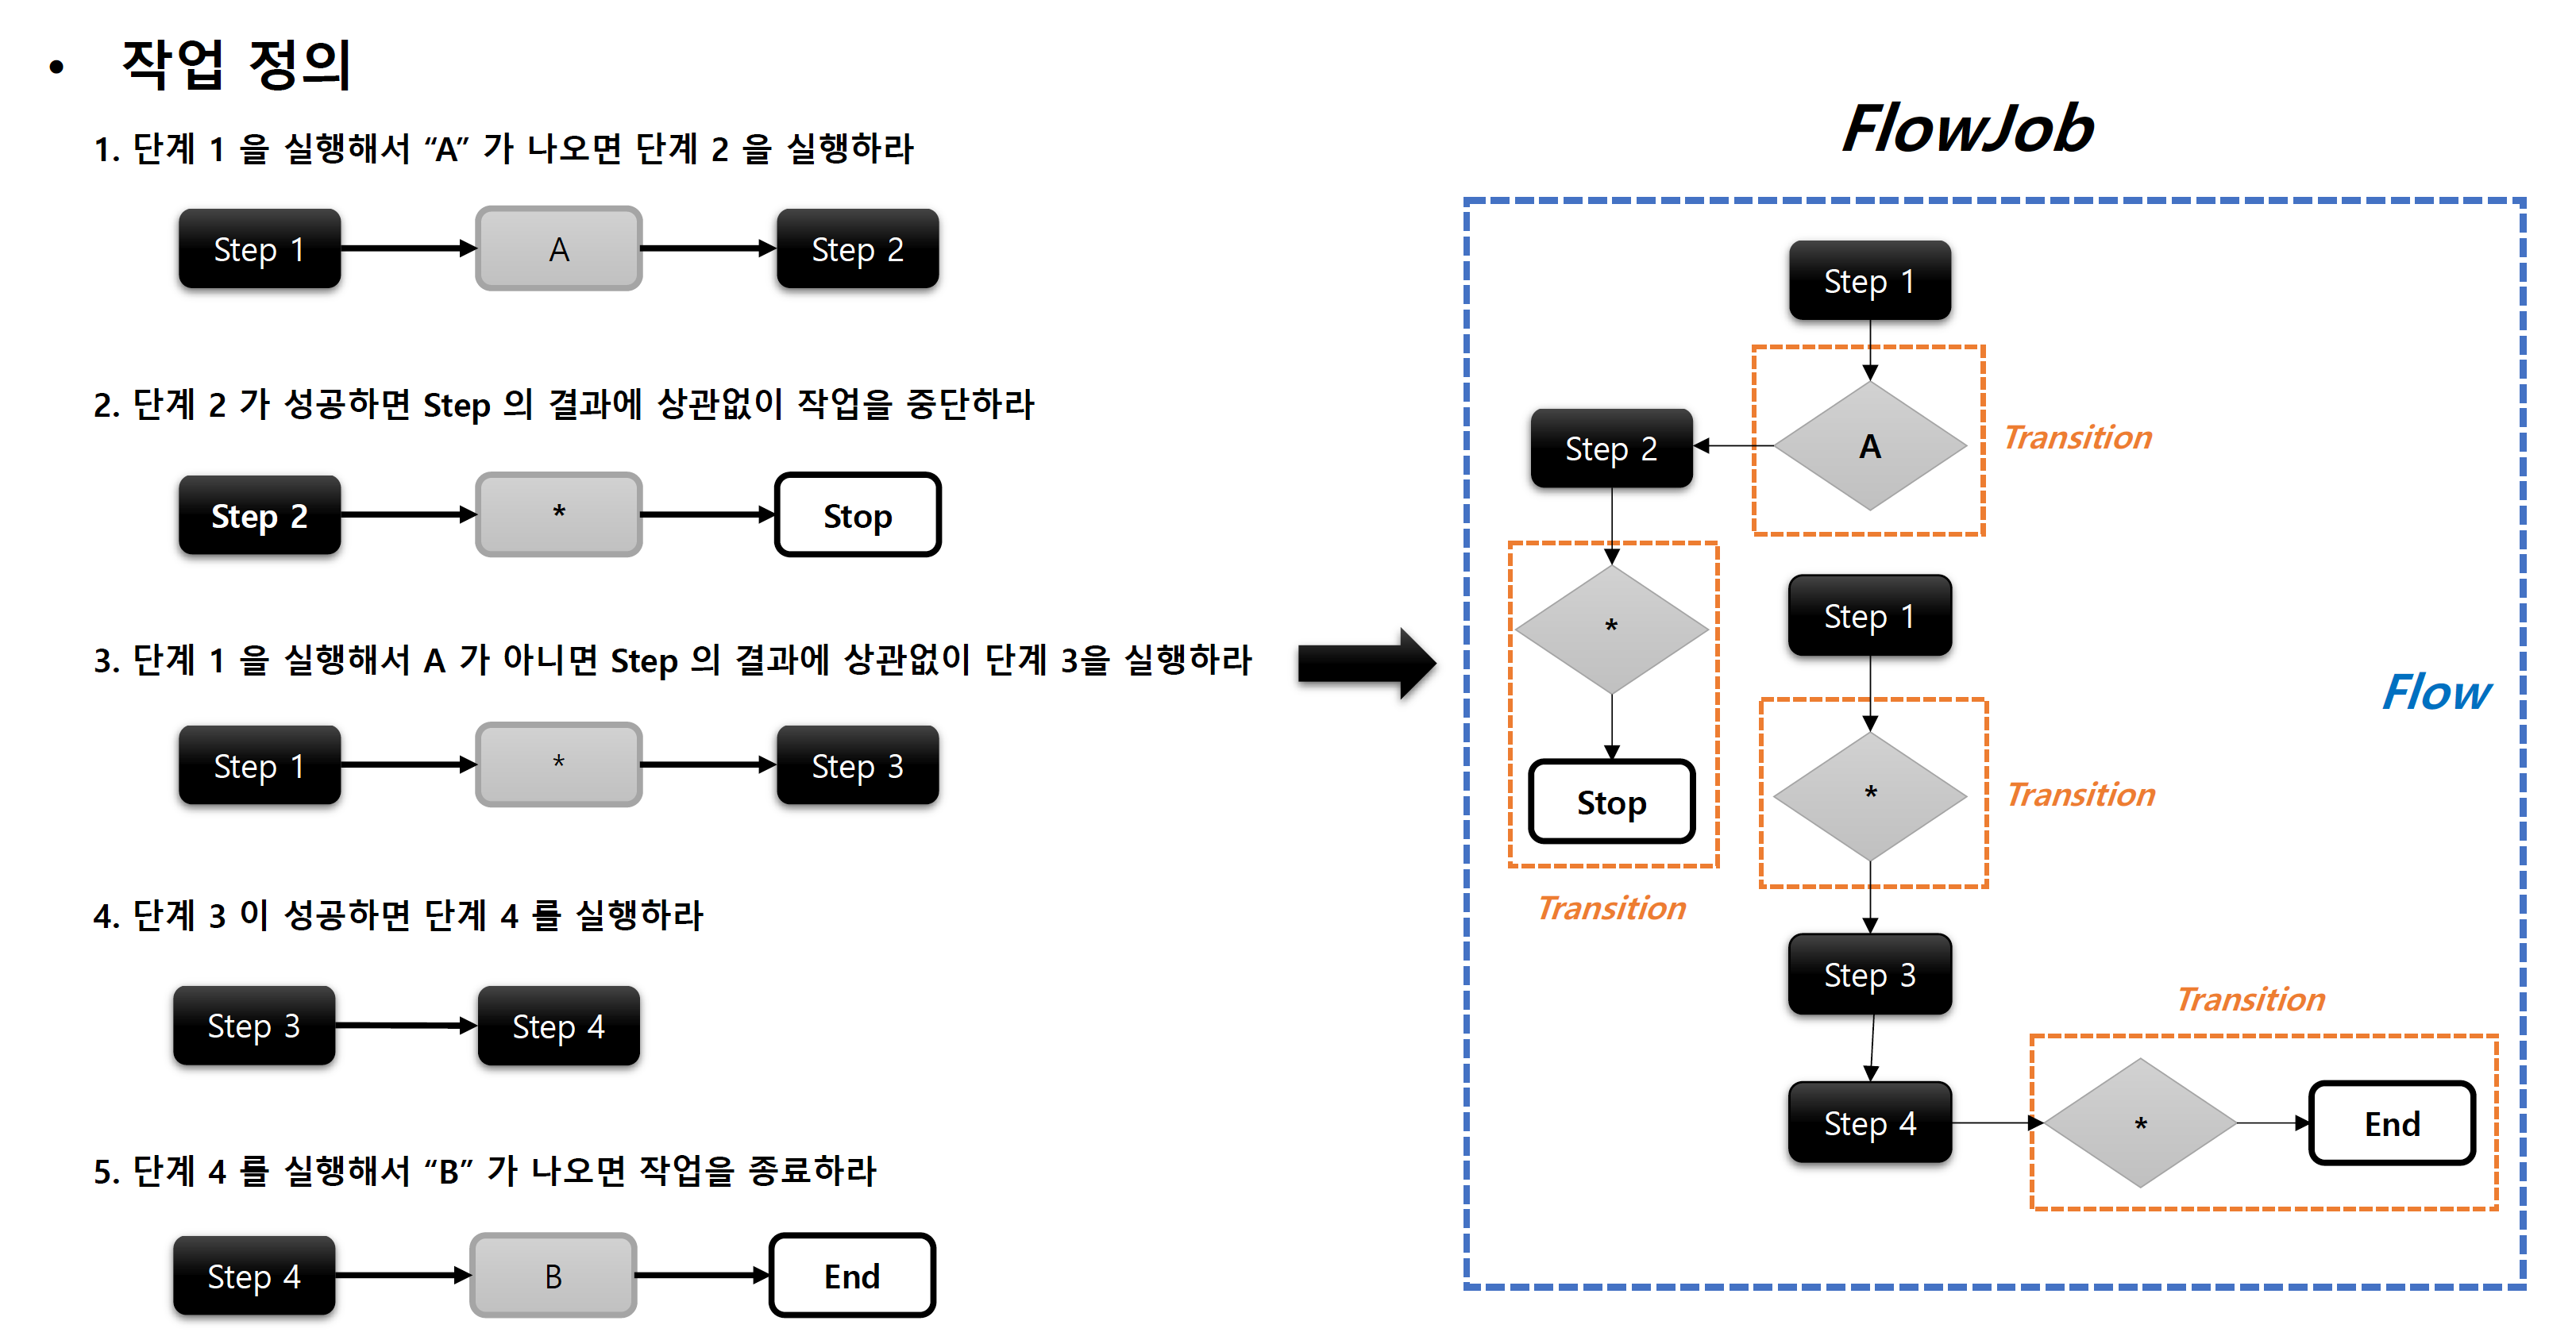 • 작업 정의
1. 단계 1 을 실행해서 “A” 가 나오면 단계 2 을 실행하라
Step 1
A
Step 2
2. 단계 2 가 성공하면 Step 의 결과에 상관없이 작업을 중단하라
Step 2
*
Stop
3. 단계 1 을 실행해서 A 가 아니면 Step 의 결과에 상관없이 단계 3을 실행하라
Step 1
*
Step 3
4. 단계 3 이 성공하면 단계 4 를 실행하라
Step 3
Step 4
5. 단계 4 를 실행해서 “B” 가 나오면 작업을 종료하라
Step 4
B
End
FlowJob
Step 1
A
Transition
Step 2
*
Stop
Transition
Step 1
*
Transition
Flow
Step 3
Step 4
Transition
*
End